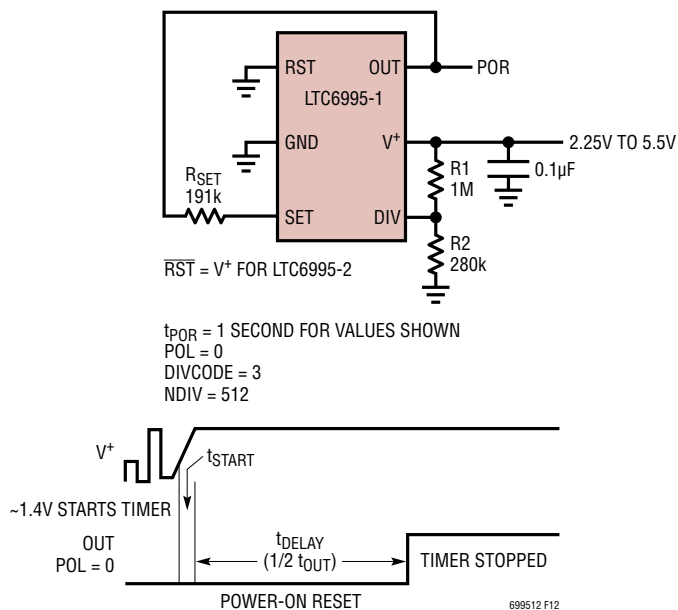 RST
OUT
POR
LTC6995-1
GND
V+
2.25V TO 5.5V
RSET
191k
R1
1M
0.1µF
SET
DIV
R2
280k
RST = V+ FOR LTC6995-2
tPOR = 1 SECOND FOR VALUES SHOWN
POL = 0
DIVCODE = 3
NDIV = 512
V+
tSTART
~1.4V STARTS TIMER
OUT
POL = 0
tDELAY
(1/2 tOUT)
TIMER STOPPED
POWER-ON RESET
699512 F12